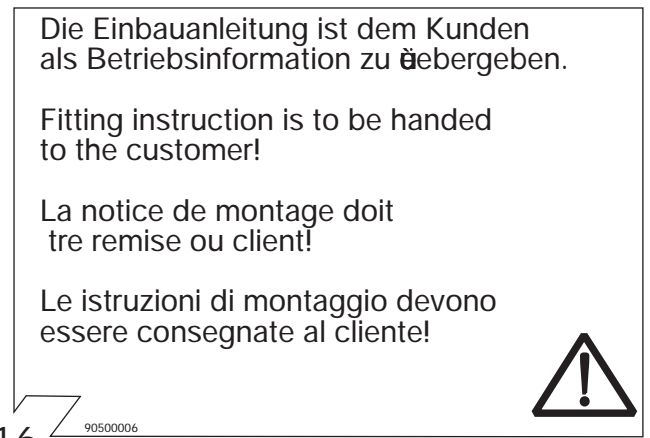 Die Einbauanleitung ist dem Kunden
als Betriebsinformation zu uebergeben.
Fitting instruction is to be handed
to the customer!
La notice de montage doit
tre remise ou client!
Le istruzioni di montaggio devono
essere consegnate al cliente!
90500006